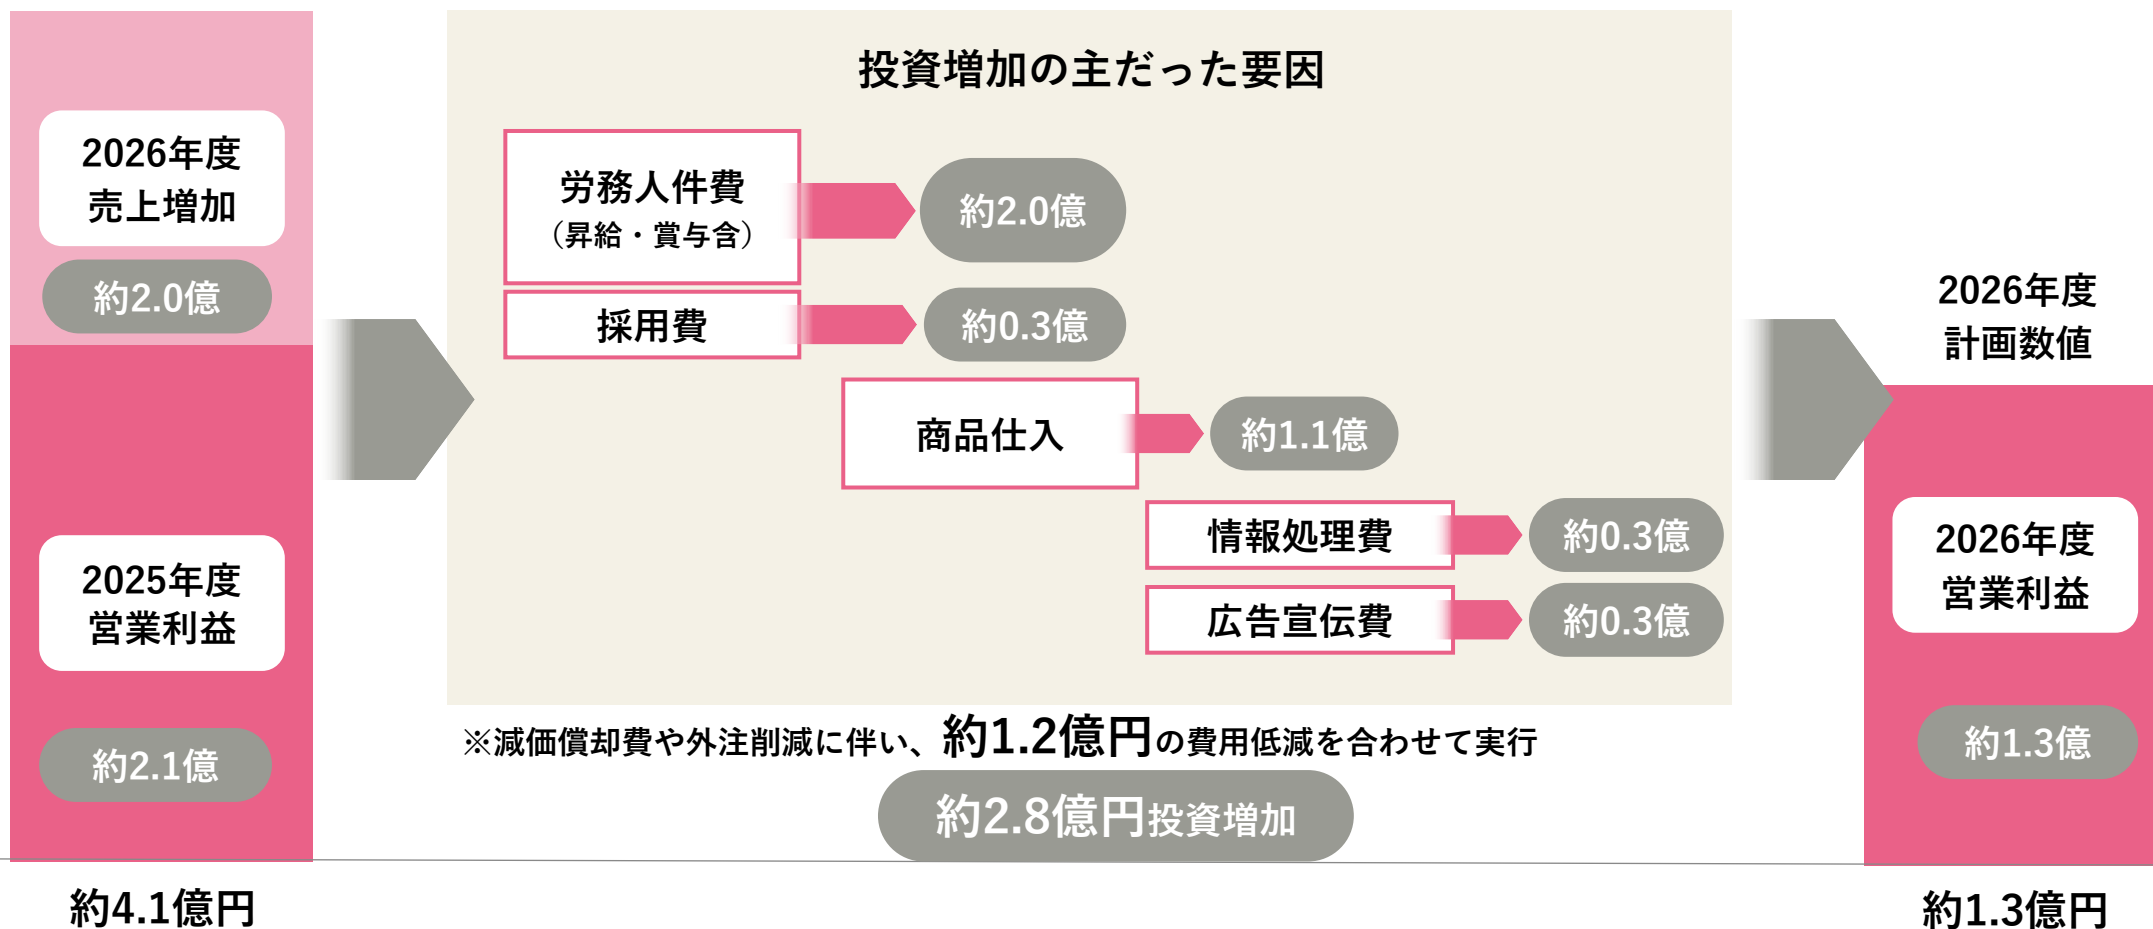 2026年度
売上増加
約2.0億
2025年度
営業利益
約2.1億
約4.1億円
投資増加の主だった要因
労務人件費
（昇給・賞与含）
約2.0億
採用費
約0.3億
商品仕入
約1.1億
情報処理費
約0.3億
広告宣伝費
約0.3億
※減価償却費や外注削減に伴い、約1.2億円の費用低減を合わせて実行
約2.8億円投資増加
2026年度
計画数値
2026年度
営業利益
約1.3億
約1.3億円